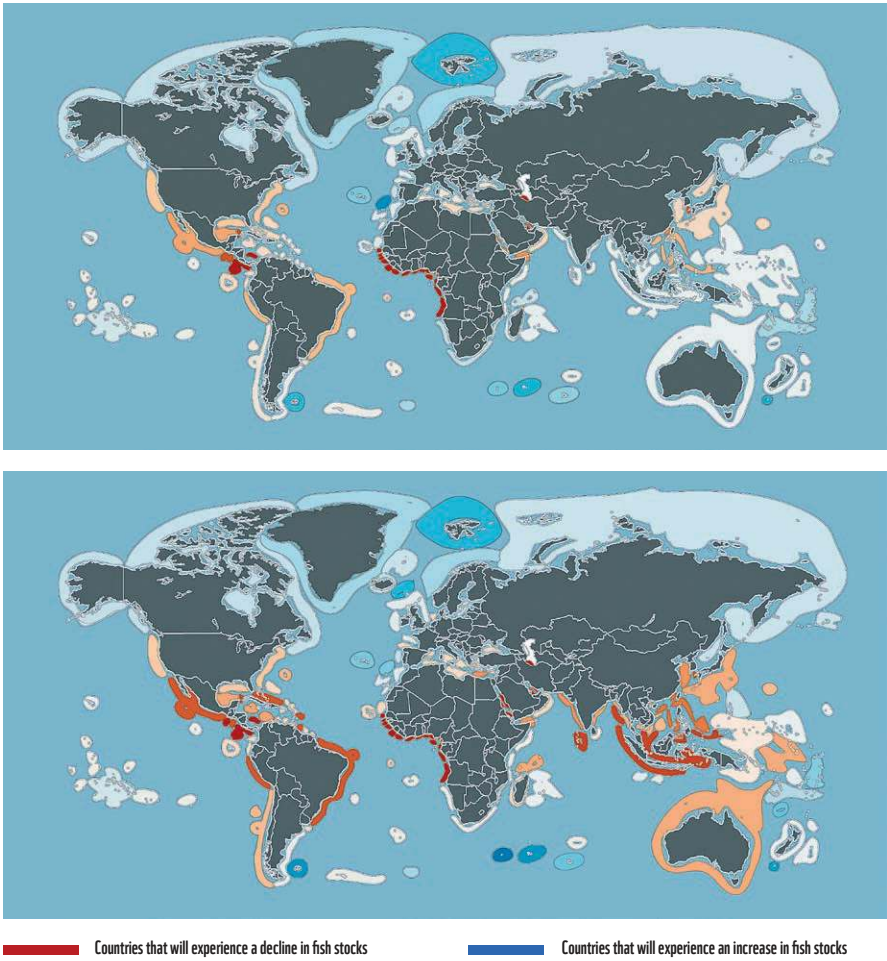 Countries that will experience a decline in fish stocks
Countries that will experience an increase in fish stocks